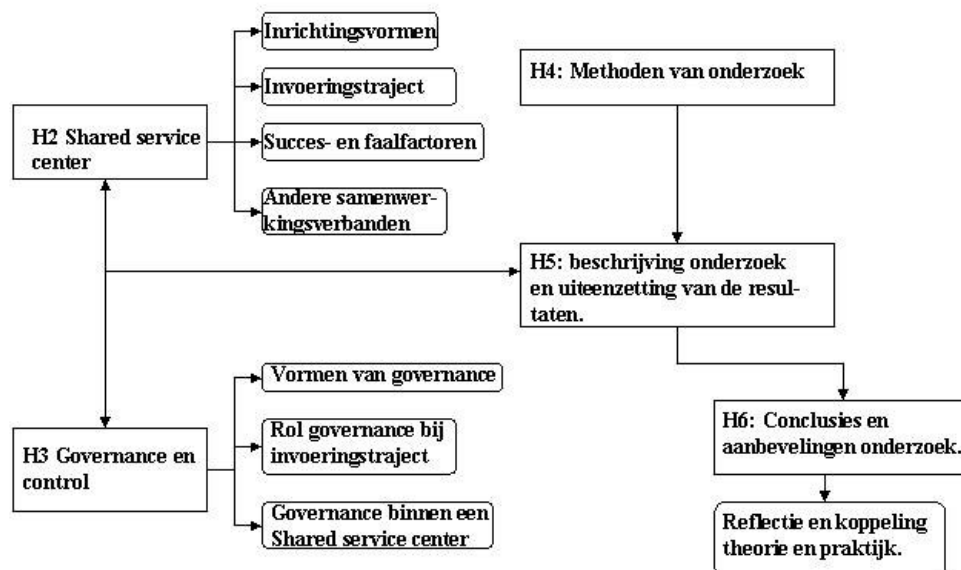 Inrichtingsvormen
Invoeringstraject
H2 Shared service
center
Succes- en faalfactoren
Andere samenwer-
kingsverbanden
H4: Methoden van onderzoek
H5: beschrijving onderzoek
en uiteenzetting van de resul-
taten.
Vormen van governance
Rol governance bij
invoeringstraject
H3 Governance en
control
Governance binnen een
Shared service center
H6: Conclusies en
aanbevelingen onderzoek.
Reflectie en koppeling
theorie en praktijk.